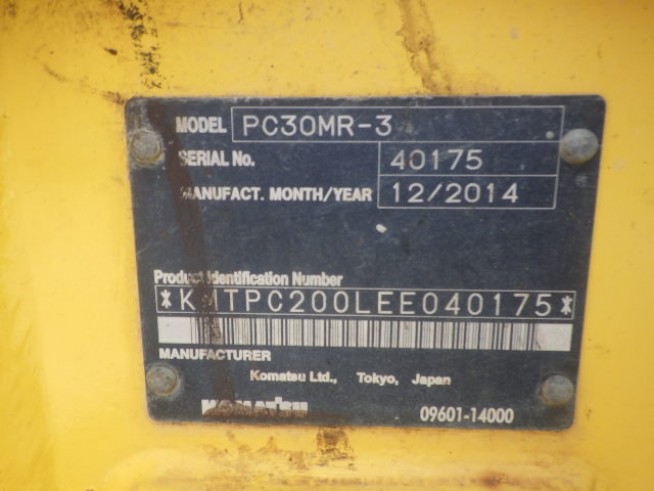 MODEL PC30MR-3
SERIAL No. 40175
MANUFACT. MONTH/YEAR 12/2014
Product Identification Number
*KMTPC200LEE040175*
MANUFACTURER
Komatsu Ltd., Tokyo, Japan
KOMATSU 09601-14000